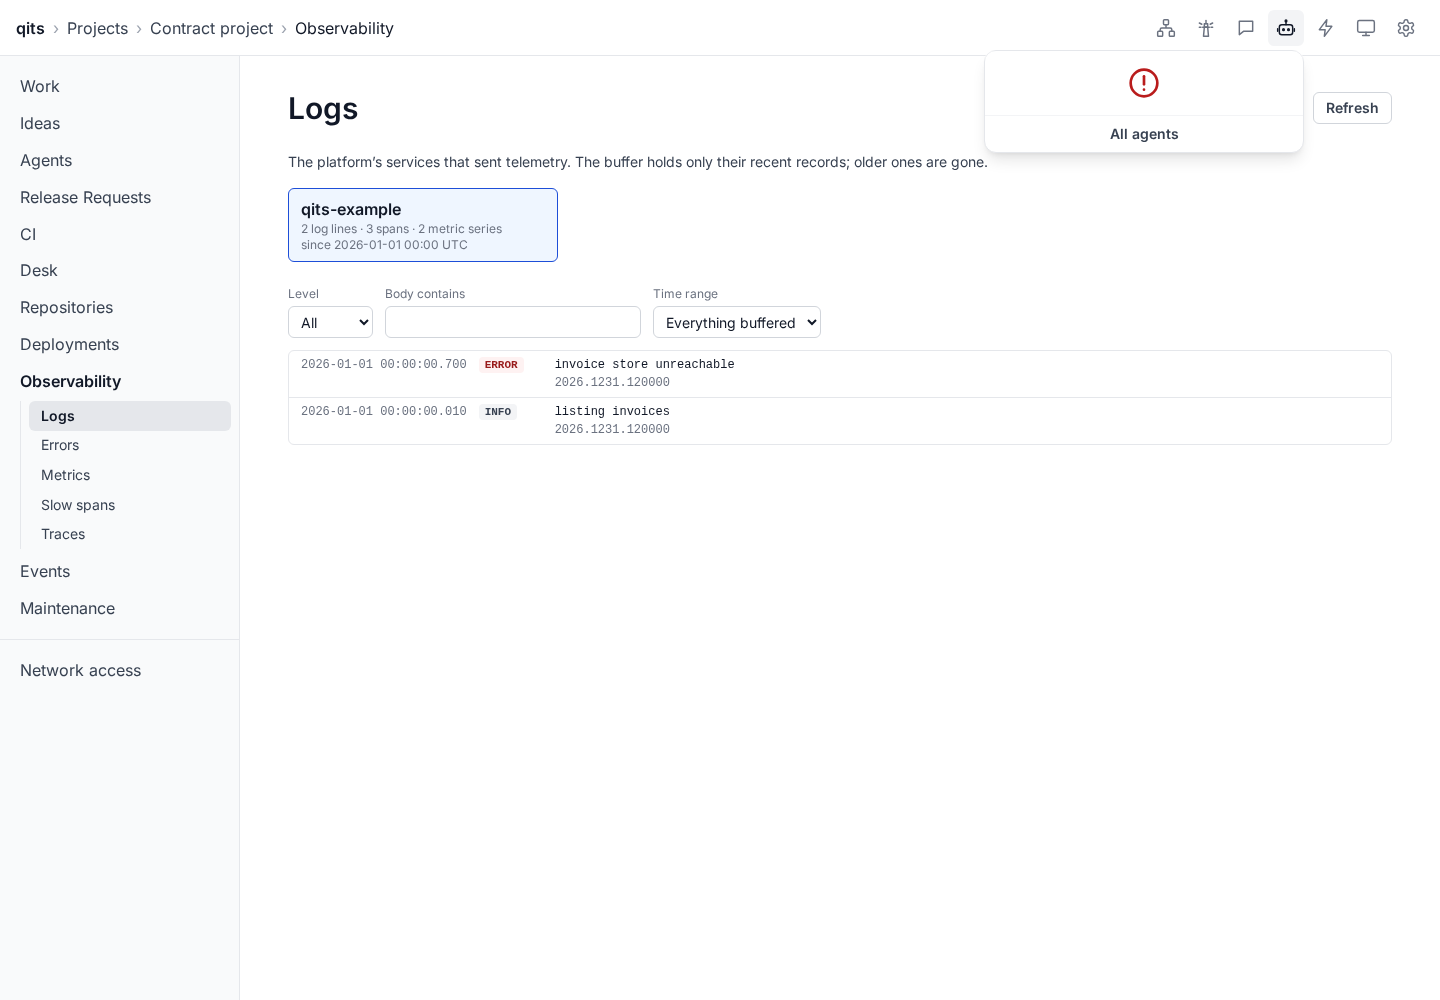 qits › Projects › Contract project › Observability
All agents
Work
Ideas
Agents
Release Requests
CI
Desk
Repositories
Deployments
Observability
Logs
Errors
Metrics
Slow spans
Traces
Events
Maintenance
Network access
Logs
Refresh
The platform’s services that sent telemetry. The buffer holds only their recent records; older ones are gone.
qits-example
2 log lines · 3 spans · 2 metric series
since 2026-01-01 00:00 UTC
Level Body contains Time range
All Everything buffered
2026-01-01 00:00:00.700 ERROR invoice store unreachable
2026.1231.120000
2026-01-01 00:00:00.010 INFO listing invoices
2026.1231.120000